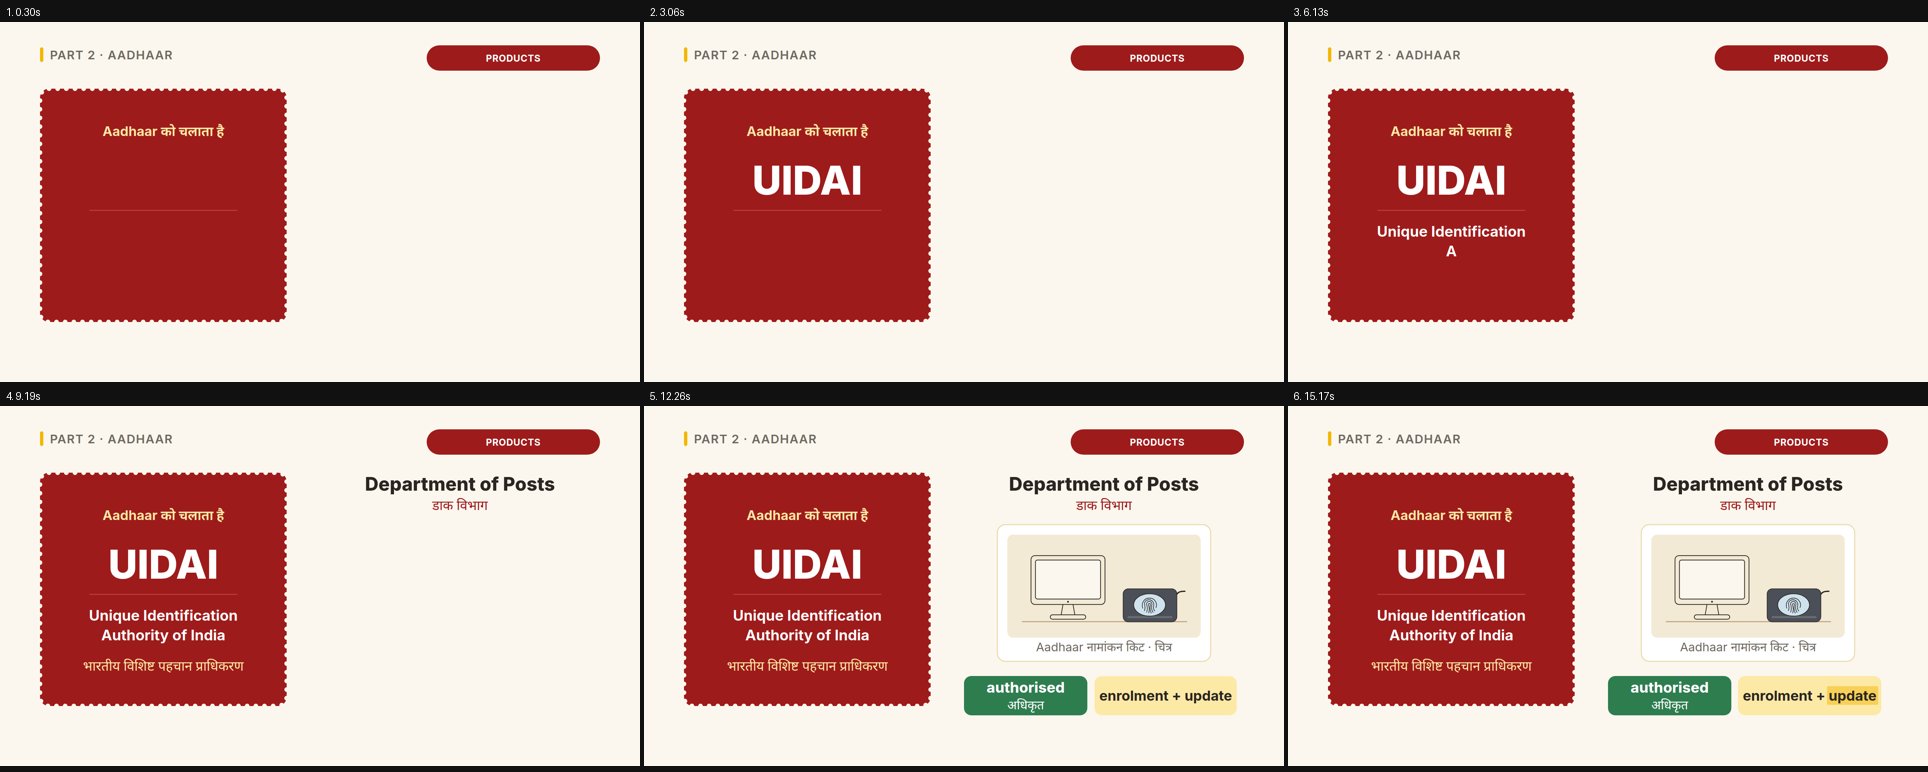 1. 0.30s
PART 2 · AADHAAR
PRODUCTS
Aadhaar को चलाता है
2. 3.06s
PART 2 · AADHAAR
PRODUCTS
Aadhaar को चलाता है
UIDAI
3. 6.13s
PART 2 · AADHAAR
PRODUCTS
Aadhaar को चलाता है
UIDAI
Unique Identification
A
4. 9.19s
PART 2 · AADHAAR
PRODUCTS
Aadhaar को चलाता है
UIDAI
Unique Identification
Authority of India
भारतीय विशिष्ट पहचान प्राधिकरण
Department of Posts
डाक विभाग
5. 12.26s
PART 2 · AADHAAR
PRODUCTS
Aadhaar को चलाता है
UIDAI
Unique Identification
Authority of India
भारतीय विशिष्ट पहचान प्राधिकरण
Department of Posts
डाक विभाग
Aadhaar नामांकन किट · चित्र
authorised
अधिकृत
enrolment + update
6. 15.17s
PART 2 · AADHAAR
PRODUCTS
Aadhaar को चलाता है
UIDAI
Unique Identification
Authority of India
भारतीय विशिष्ट पहचान प्राधिकरण
Department of Posts
डाक विभाग
Aadhaar नामांकन किट · चित्र
authorised
अधिकृत
enrolment + update